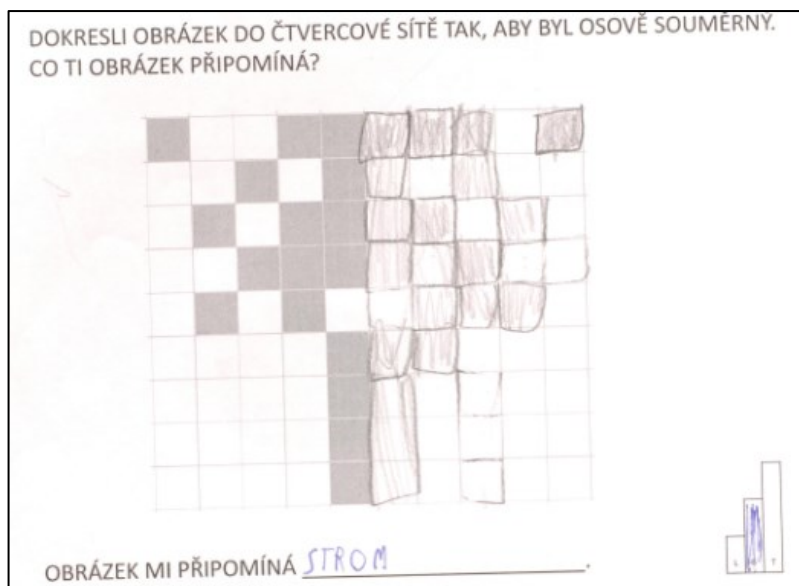 DOKRESLI OBRÁZEK DO ČTVERCOVÉ SÍTĚ TAK, ABY BYL OSOVĚ SOUMĚRNÝ.
CO TI OBRÁZEK PŘIPOMÍNÁ?
OBRÁZEK MI PŘIPOMÍNÁ STROM.